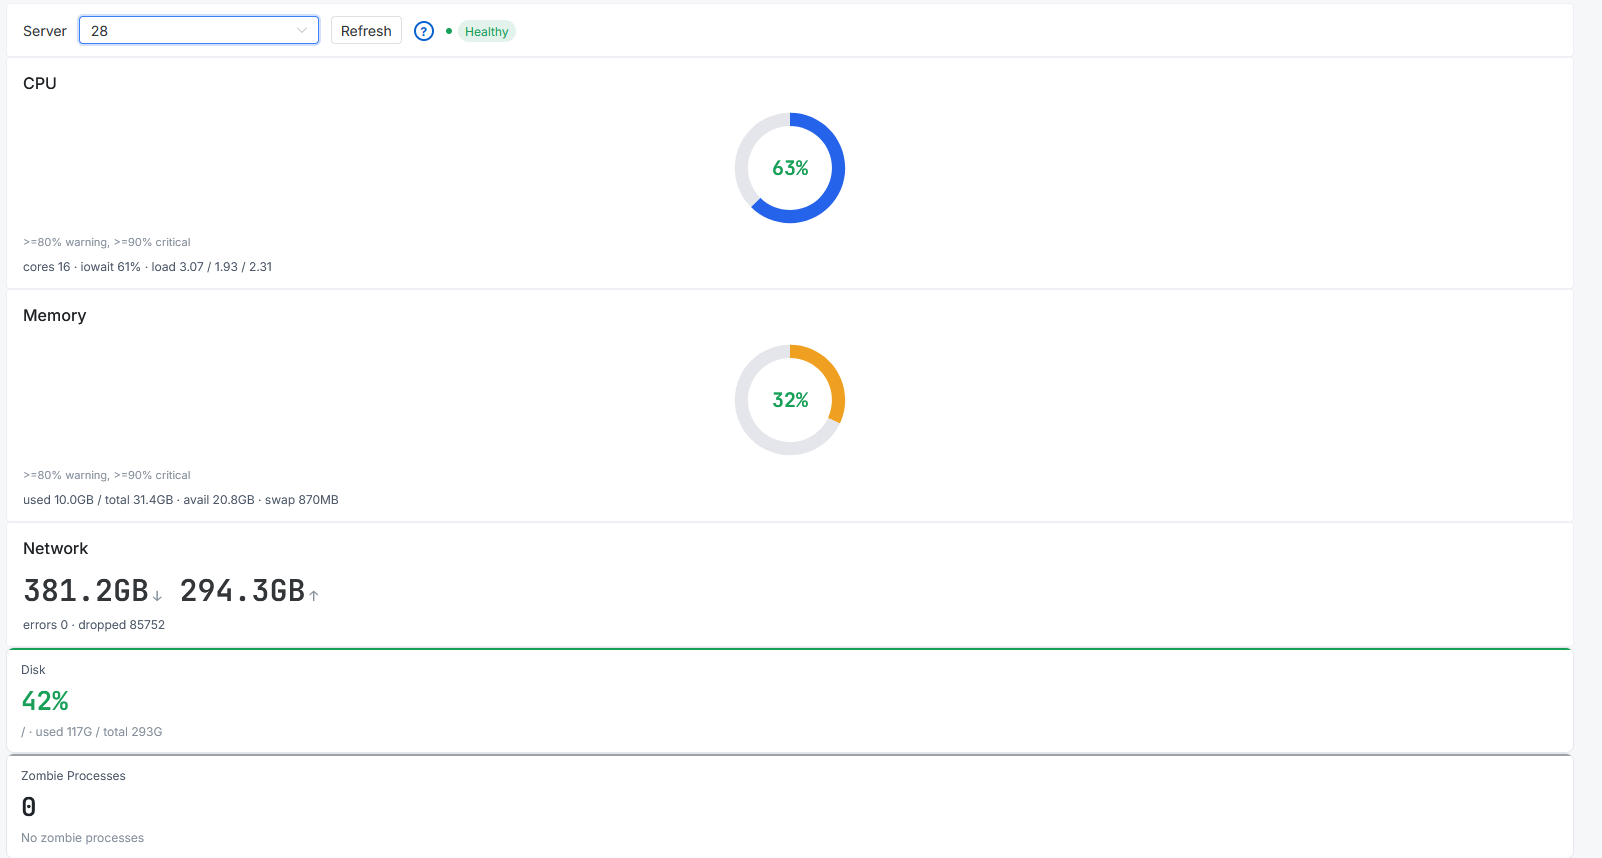 Server 28 Refresh ? Healthy
CPU
63%
>=80% warning, >=90% critical
cores 16 · iowait 61% · load 3.07 / 1.93 / 2.31
Memory
32%
>=80% warning, >=90% critical
used 10.0GB / total 31.4GB · avail 20.8GB · swap 870MB
Network
381.2GB↓ 294.3GB↑
errors 0 · dropped 85752
Disk
42%
/ · used 117G / total 293G
Zombie Processes
0
No zombie processes